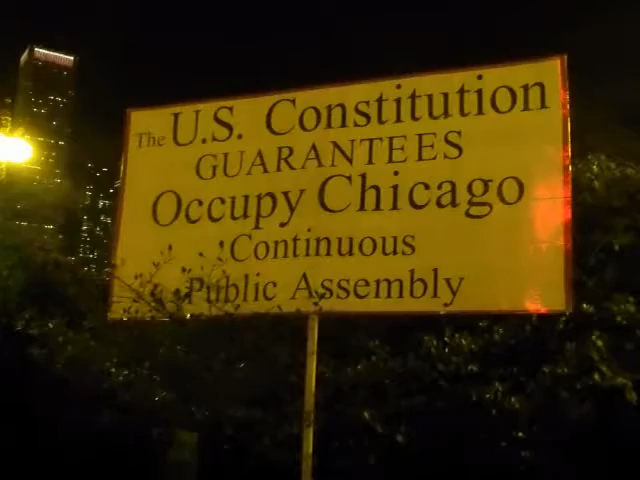 The U.S. Constitution
GUARANTEES
Occupy Chicago
Continuous
Public Assembly